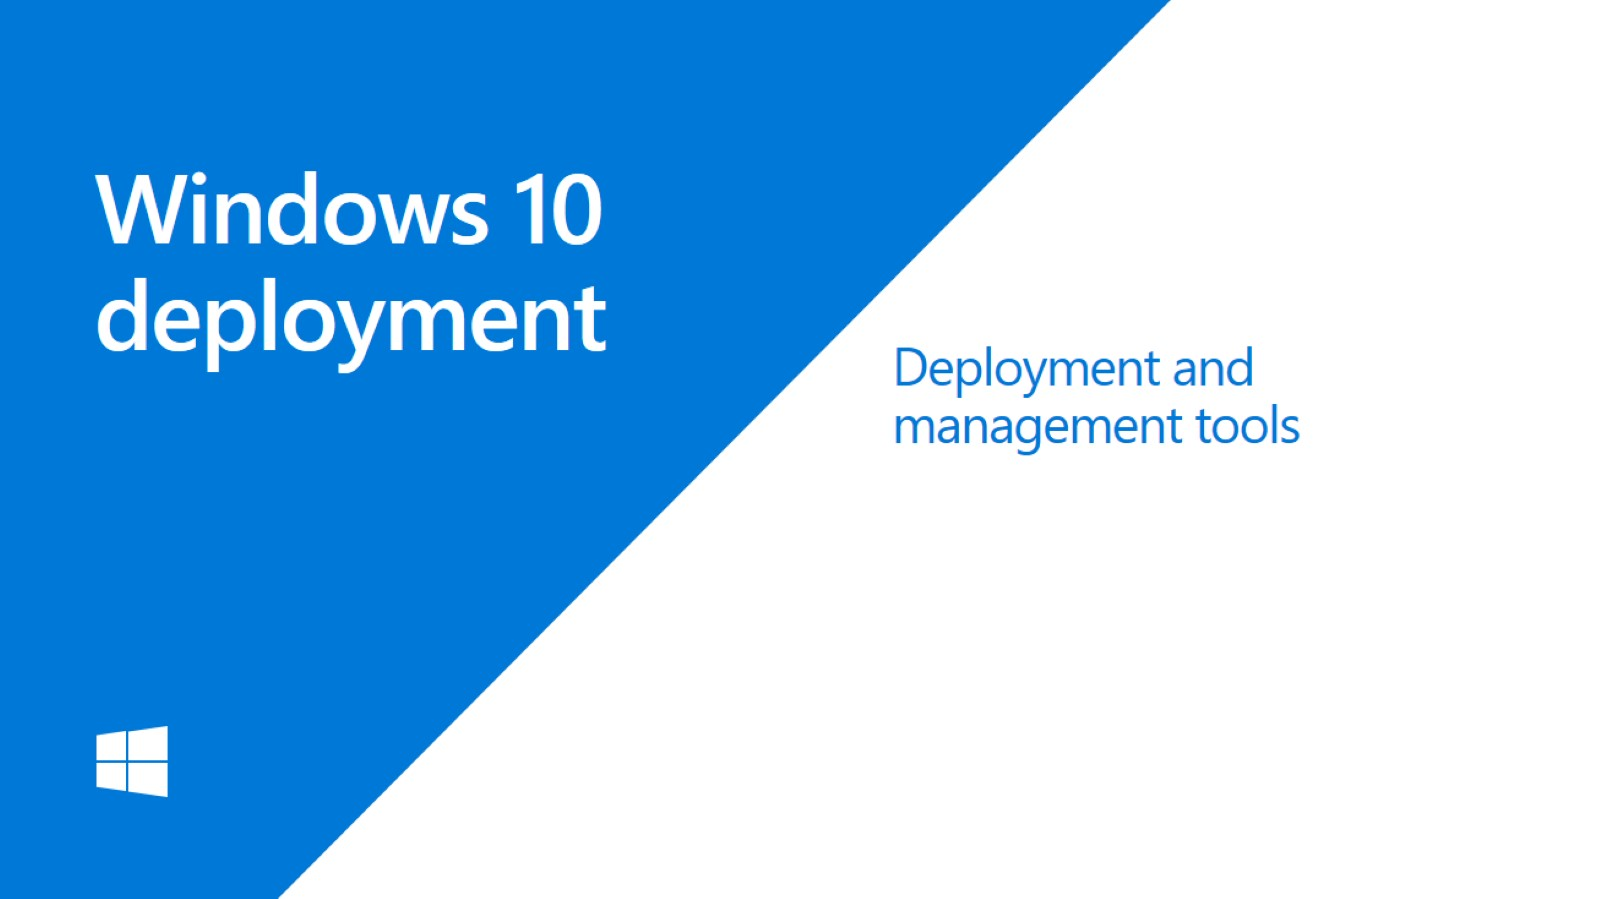 Windows 10
deployment
Deployment and
management tools